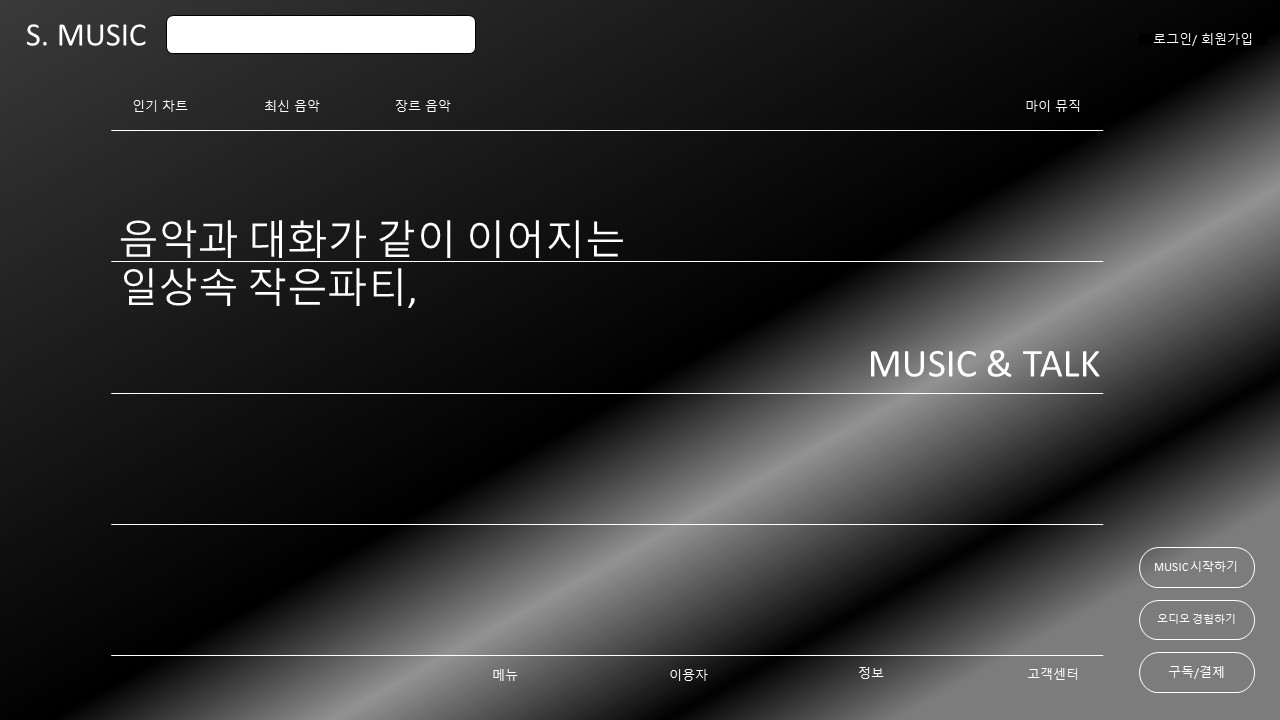 S. MUSIC
로그인/ 회원가입
인기 차트
최신 음악
장르 음악
마이 뮤직
음악과 대화가 같이 이어지는
일상속 작은파티,
MUSIC & TALK
MUSIC 시작하기
오디오 경험하기
구독/결제
메뉴
이용자
정보
고객센터